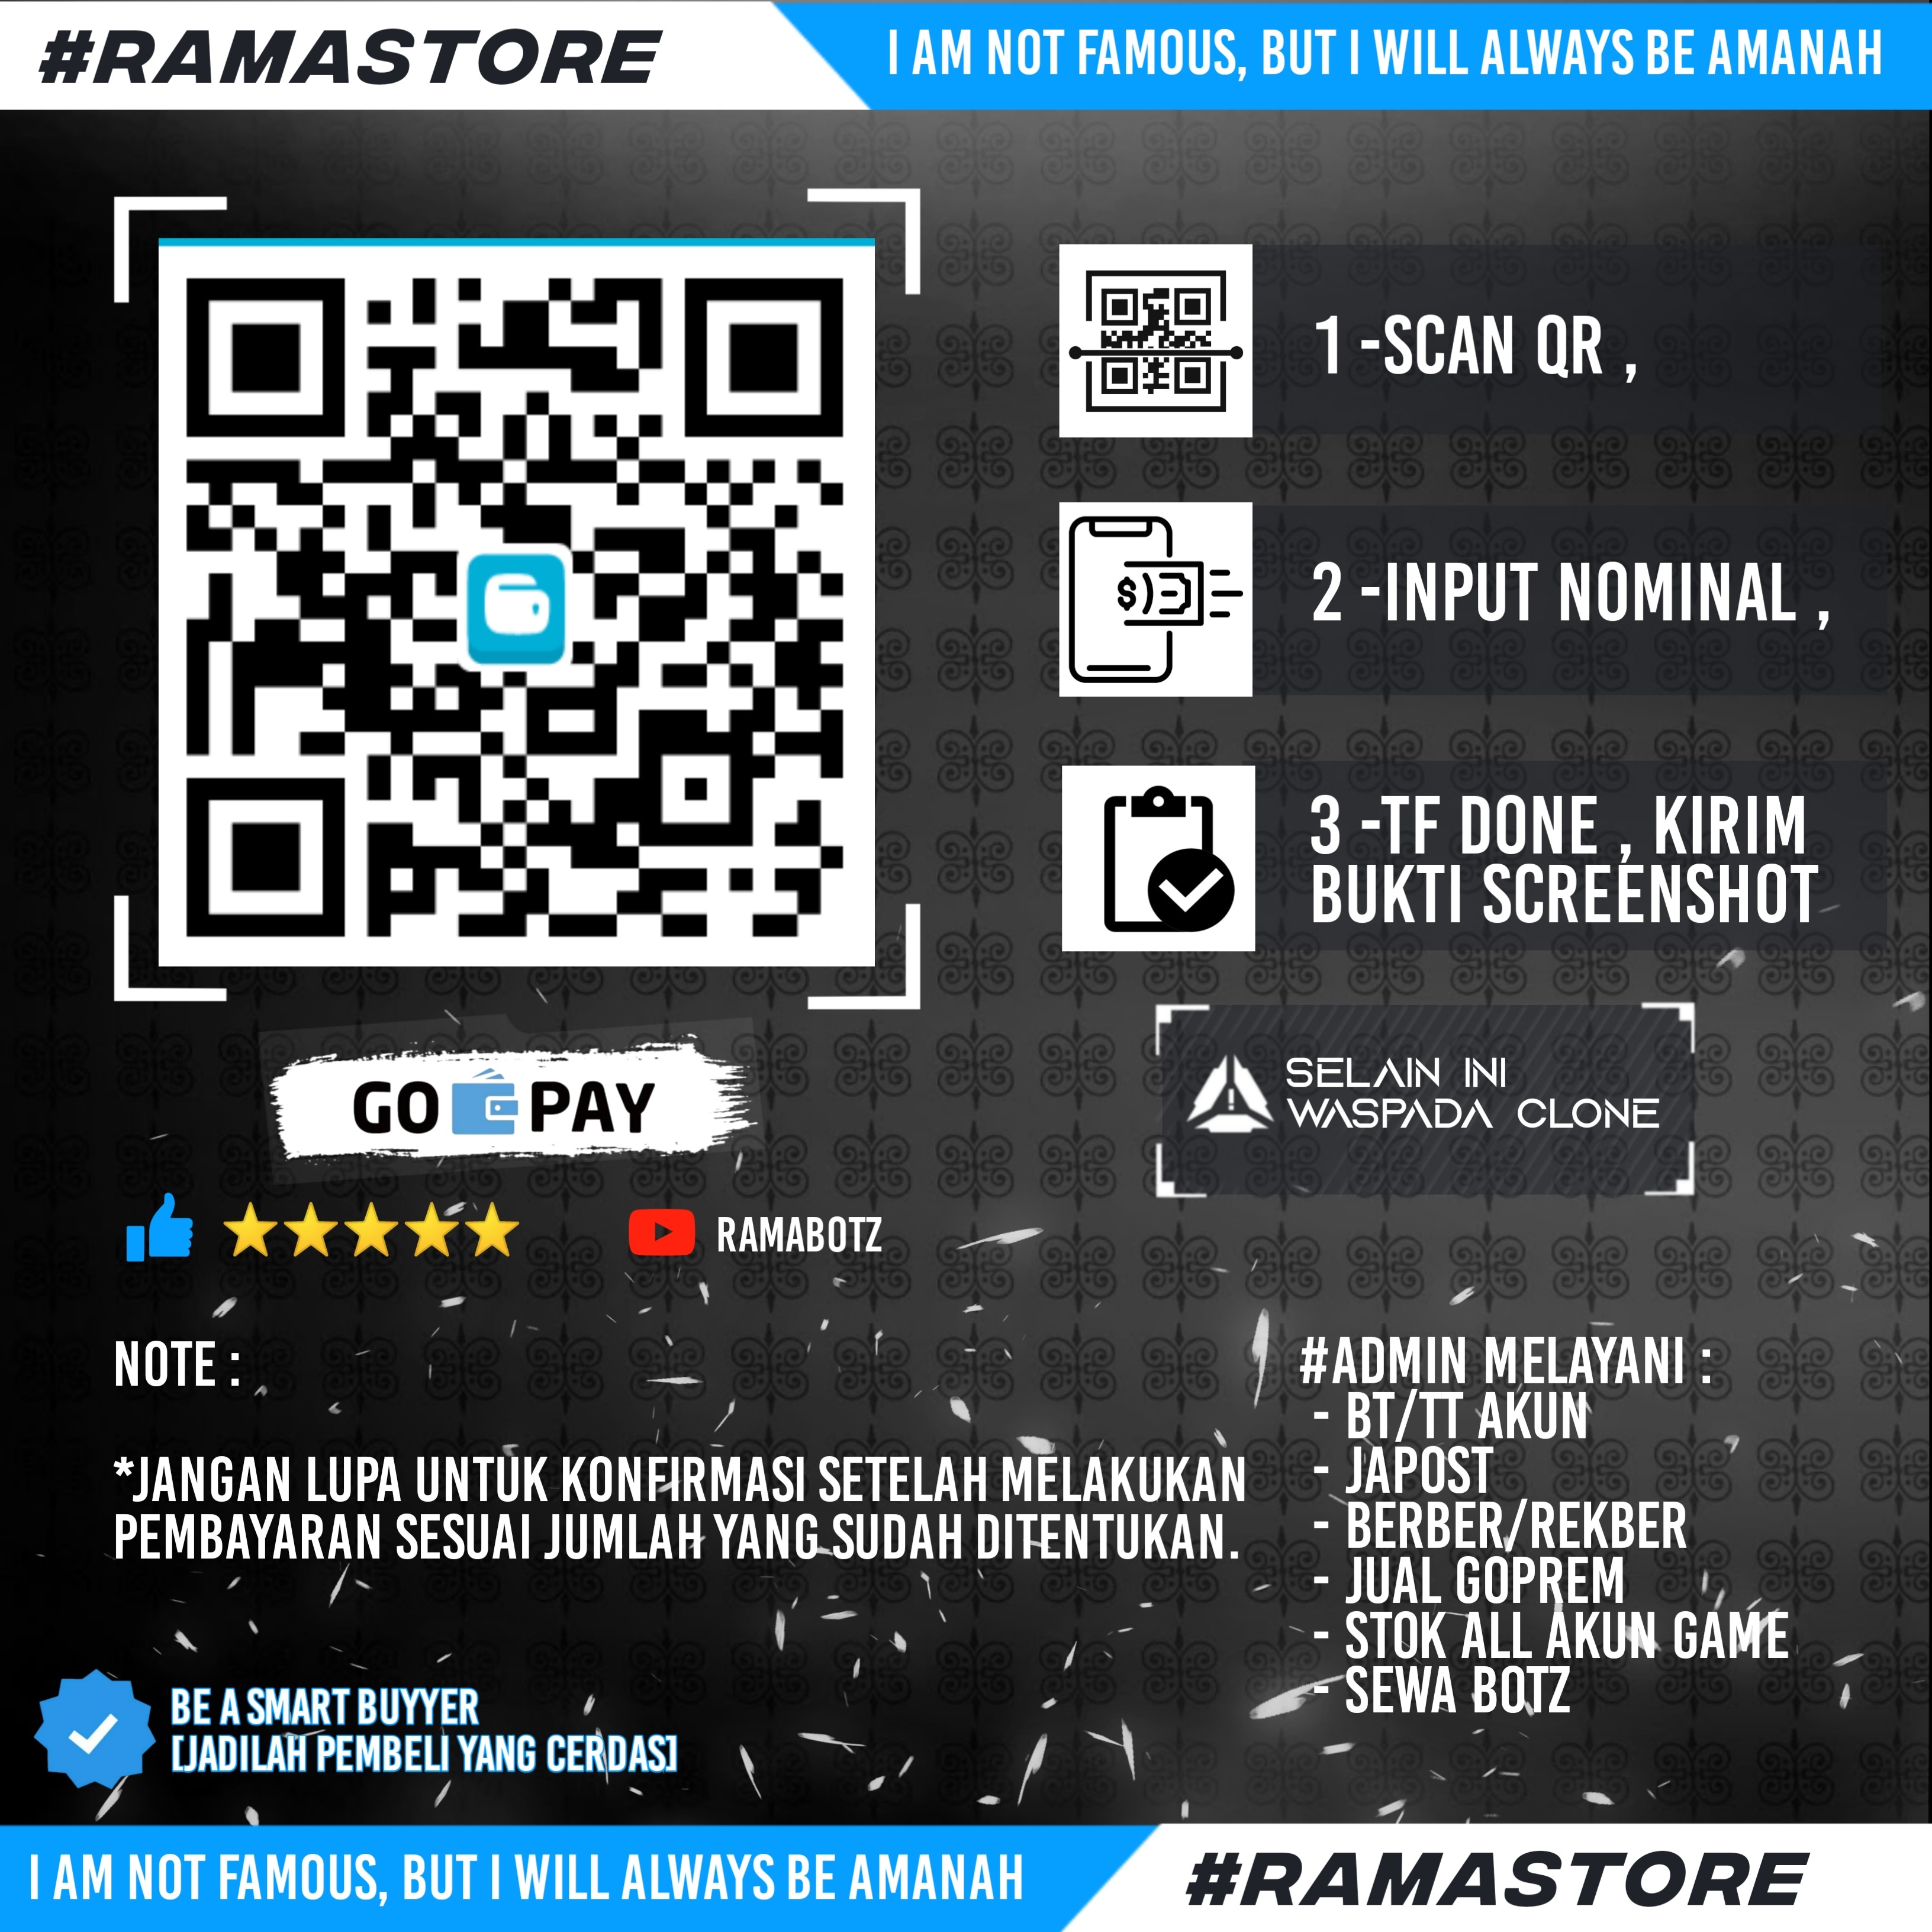 #RAMASTORE
I AM NOT FAMOUS, BUT I WILL ALWAYS BE AMANAH
1 -SCAN QR ,
2 -INPUT NOMINAL ,
$
3 -TF DONE , KIRIM
BUKTI SCREENSHOT
GO PAY
SELAIN INI
WASPADA CLONE
RAMABOTZ
NOTE :
*JANGAN LUPA UNTUK KONFIRMASI SETELAH MELAKUKAN
PEMBAYARAN SESUAI JUMLAH YANG SUDAH DITENTUKAN.
#ADMIN MELAYANI :
- BT/TT AKUN
- JAPOST
- BERBER/REKBER
- JUAL GOPREM
- STOK ALL AKUN GAME
- SEWA BOTZ
BE A SMART BUYYER
[JADILAH PEMBELI YANG CERDAS]
I AM NOT FAMOUS, BUT I WILL ALWAYS BE AMANAH
#RAMASTORE